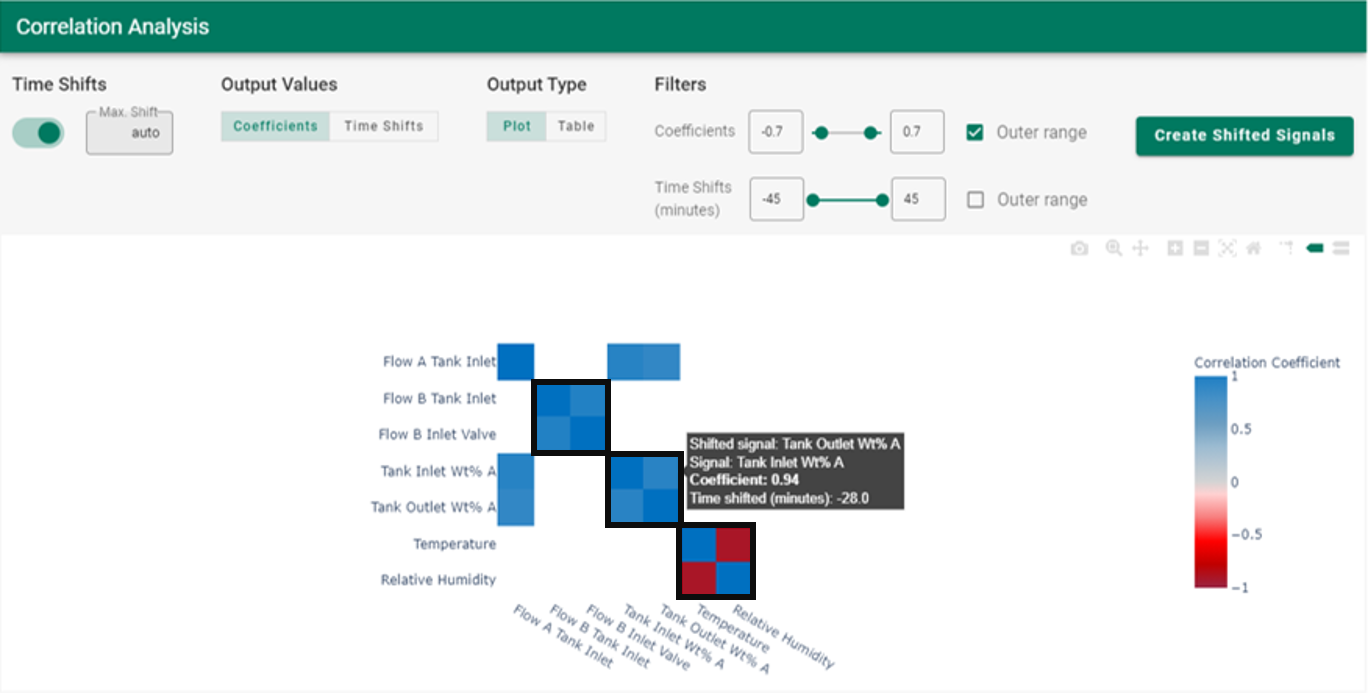 Correlation Analysis
Time Shifts
Max. Shift
auto
Output Values
Coefficients
Time Shifts
Output Type
Plot
Table
Filters
Coefficients
-0.7
0.7
Outer range
Time Shifts
(minutes)
-45
45
Outer range
Create Shifted Signals
Flow A Tank Inlet
Flow B Tank Inlet
Flow B Inlet Valve
Tank Inlet Wt% A
Tank Outlet Wt% A
Temperature
Relative Humidity
Shifted signal: Tank Outlet Wt% A
Signal: Tank Inlet Wt% A
Coefficient: 0.94
Time shifted (minutes): -28.0
Flow A Tank Inlet
Flow B Tank Inlet
Flow B Inlet Valve
Tank Inlet Wt% A
Tank Outlet Wt% A
Temperature
Relative Humidity
Correlation Coefficient
1
0.5
0
−0.5
−1